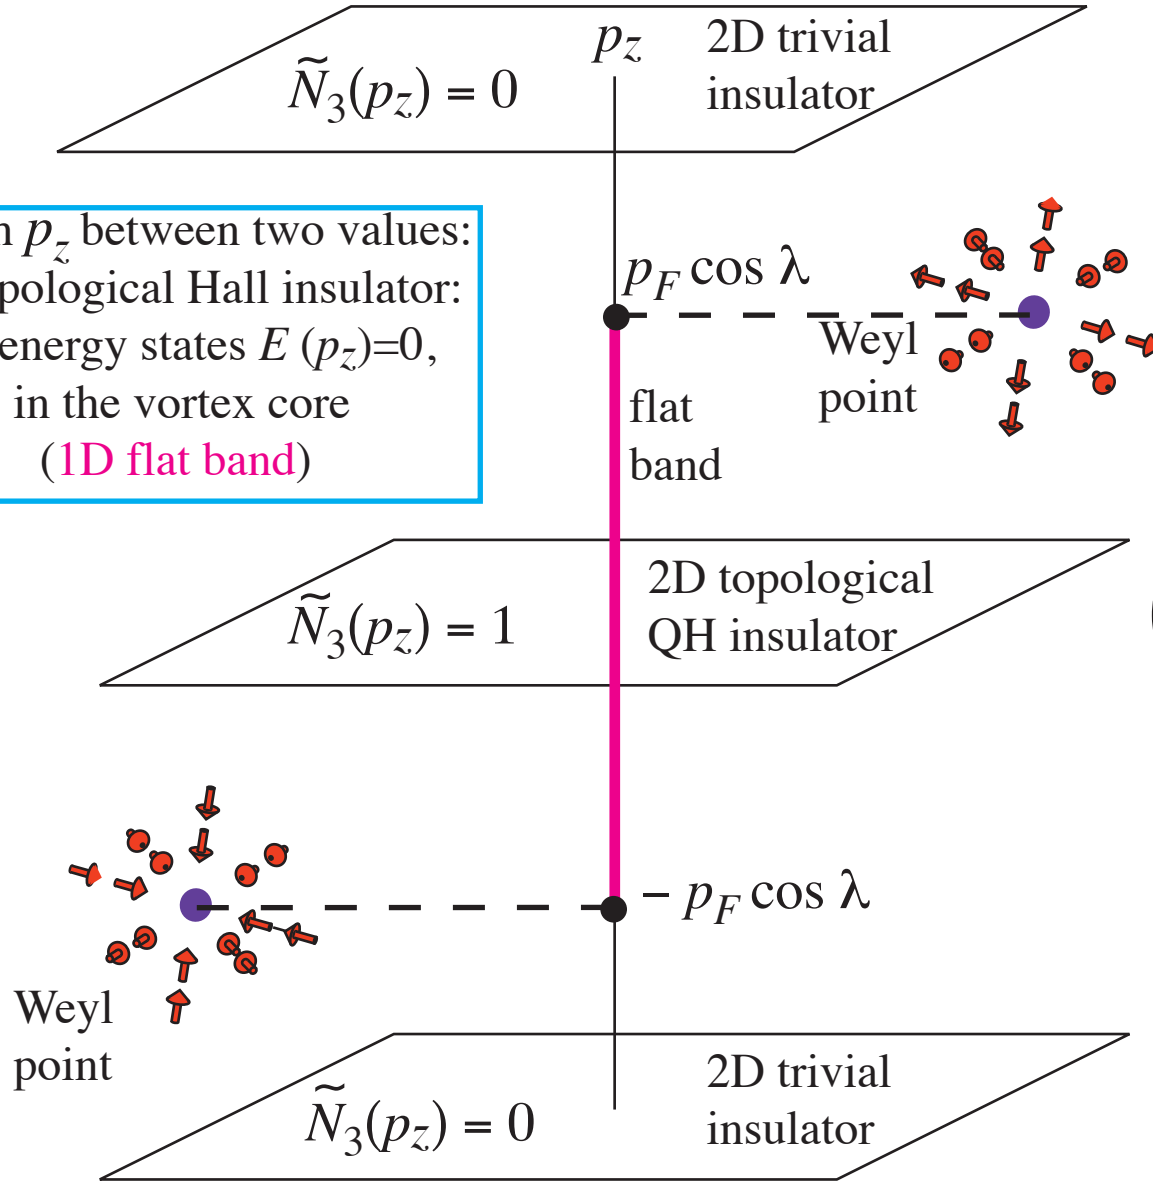 p_z
2D trivial
insulator
Ñ_3(p_z) = 0
p_z between two values:
pological Hall insulator:
energy states E (p_z)=0,
in the vortex core
(1D flat band)
p_F cos λ
Weyl
point
flat
band
2D topological
QH insulator
Ñ_3(p_z) = 1
– p_F cos λ
Weyl
point
2D trivial
insulator
Ñ_3(p_z) = 0